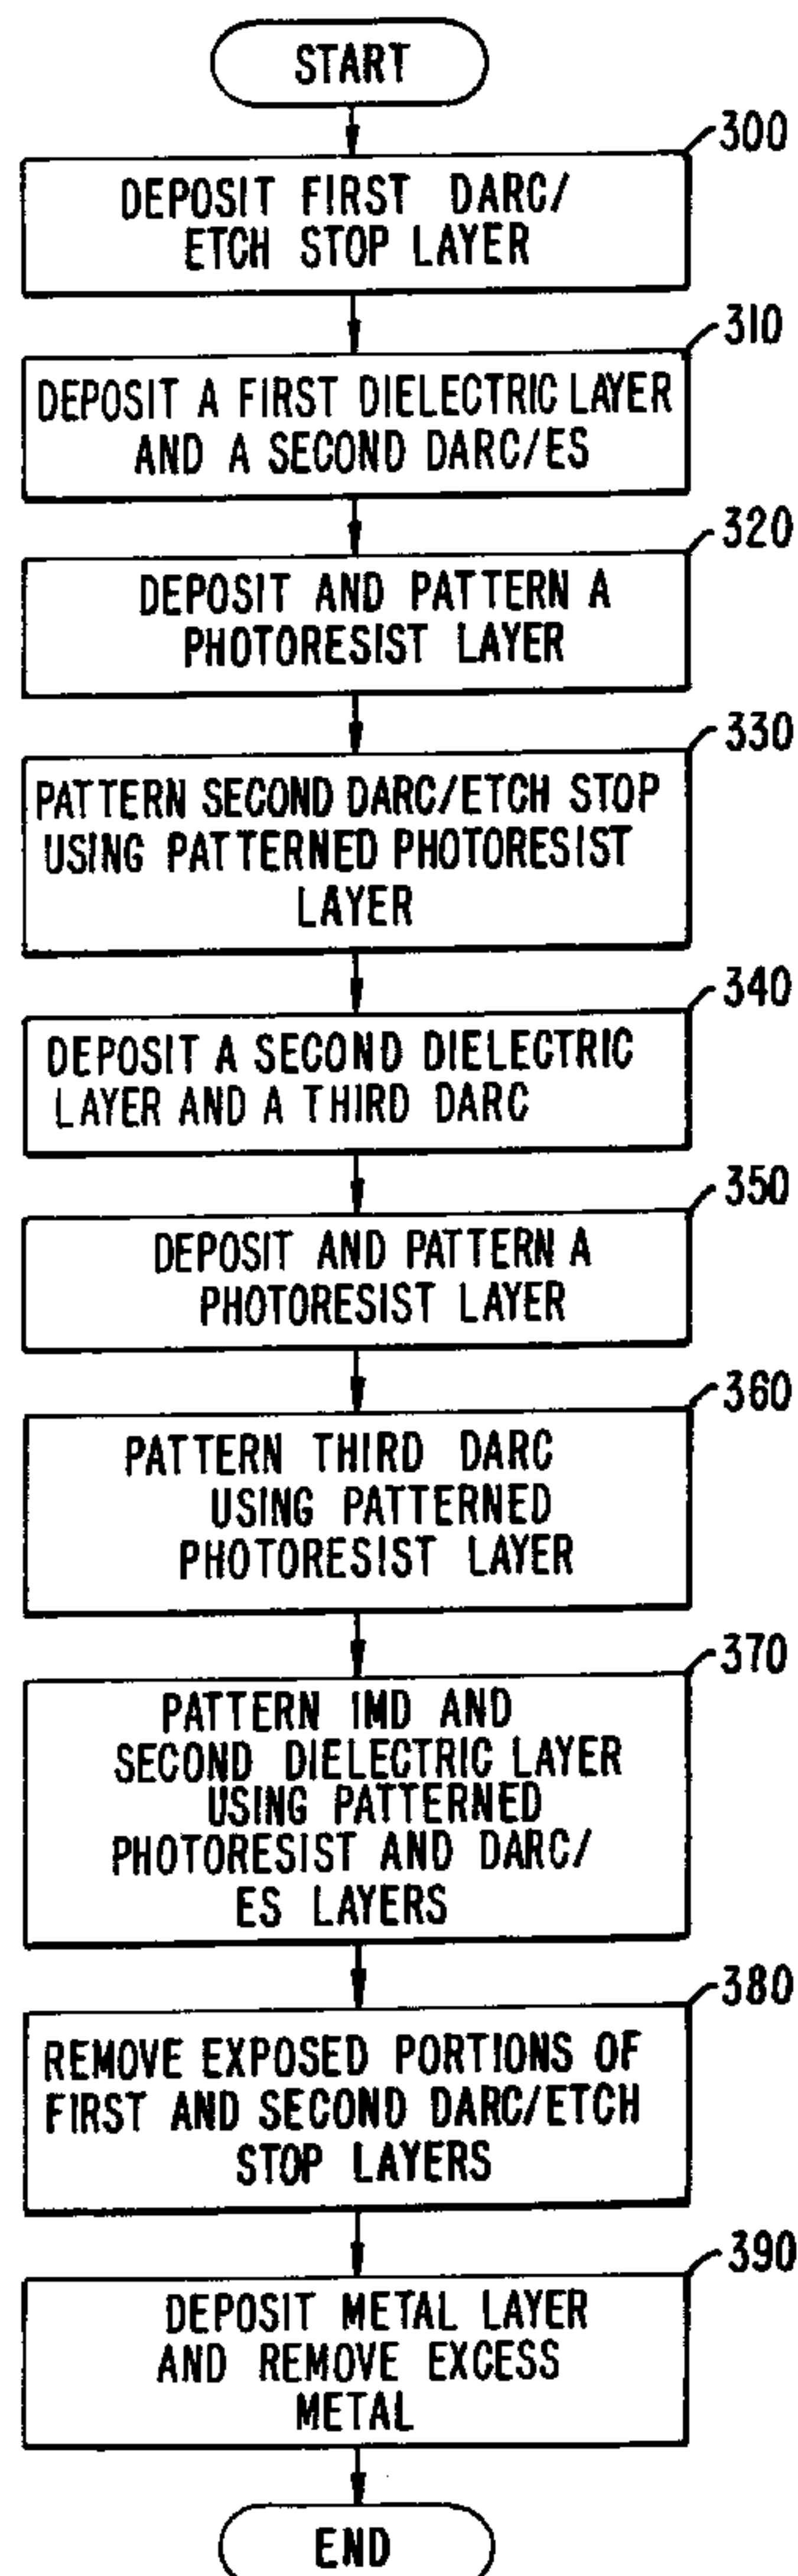 START
300
DEPOSIT FIRST DARC/
ETCH STOP LAYER
310
DEPOSIT A FIRST DIELECTRIC LAYER
AND A SECOND DARC/ES
320
DEPOSIT AND PATTERN A
PHOTORESIST LAYER
330
PATTERN SECOND DARC/ETCH STOP
USING PATTERNED PHOTORESIST
LAYER
340
DEPOSIT A SECOND DIELECTRIC
LAYER AND A THIRD DARC
350
DEPOSIT AND PATTERN A
PHOTORESIST LAYER
360
PATTERN THIRD DARC
USING PATTERNED
PHOTORESIST LAYER
370
PATTERN IMD AND
SECOND DIELECTRIC LAYER
USING PATTERNED
PHOTORESIST AND DARC/
ES LAYERS
380
REMOVE EXPOSED PORTIONS OF
FIRST AND SECOND DARC/ETCH
STOP LAYERS
390
DEPOSIT METAL LAYER
AND REMOVE EXCESS
METAL
END